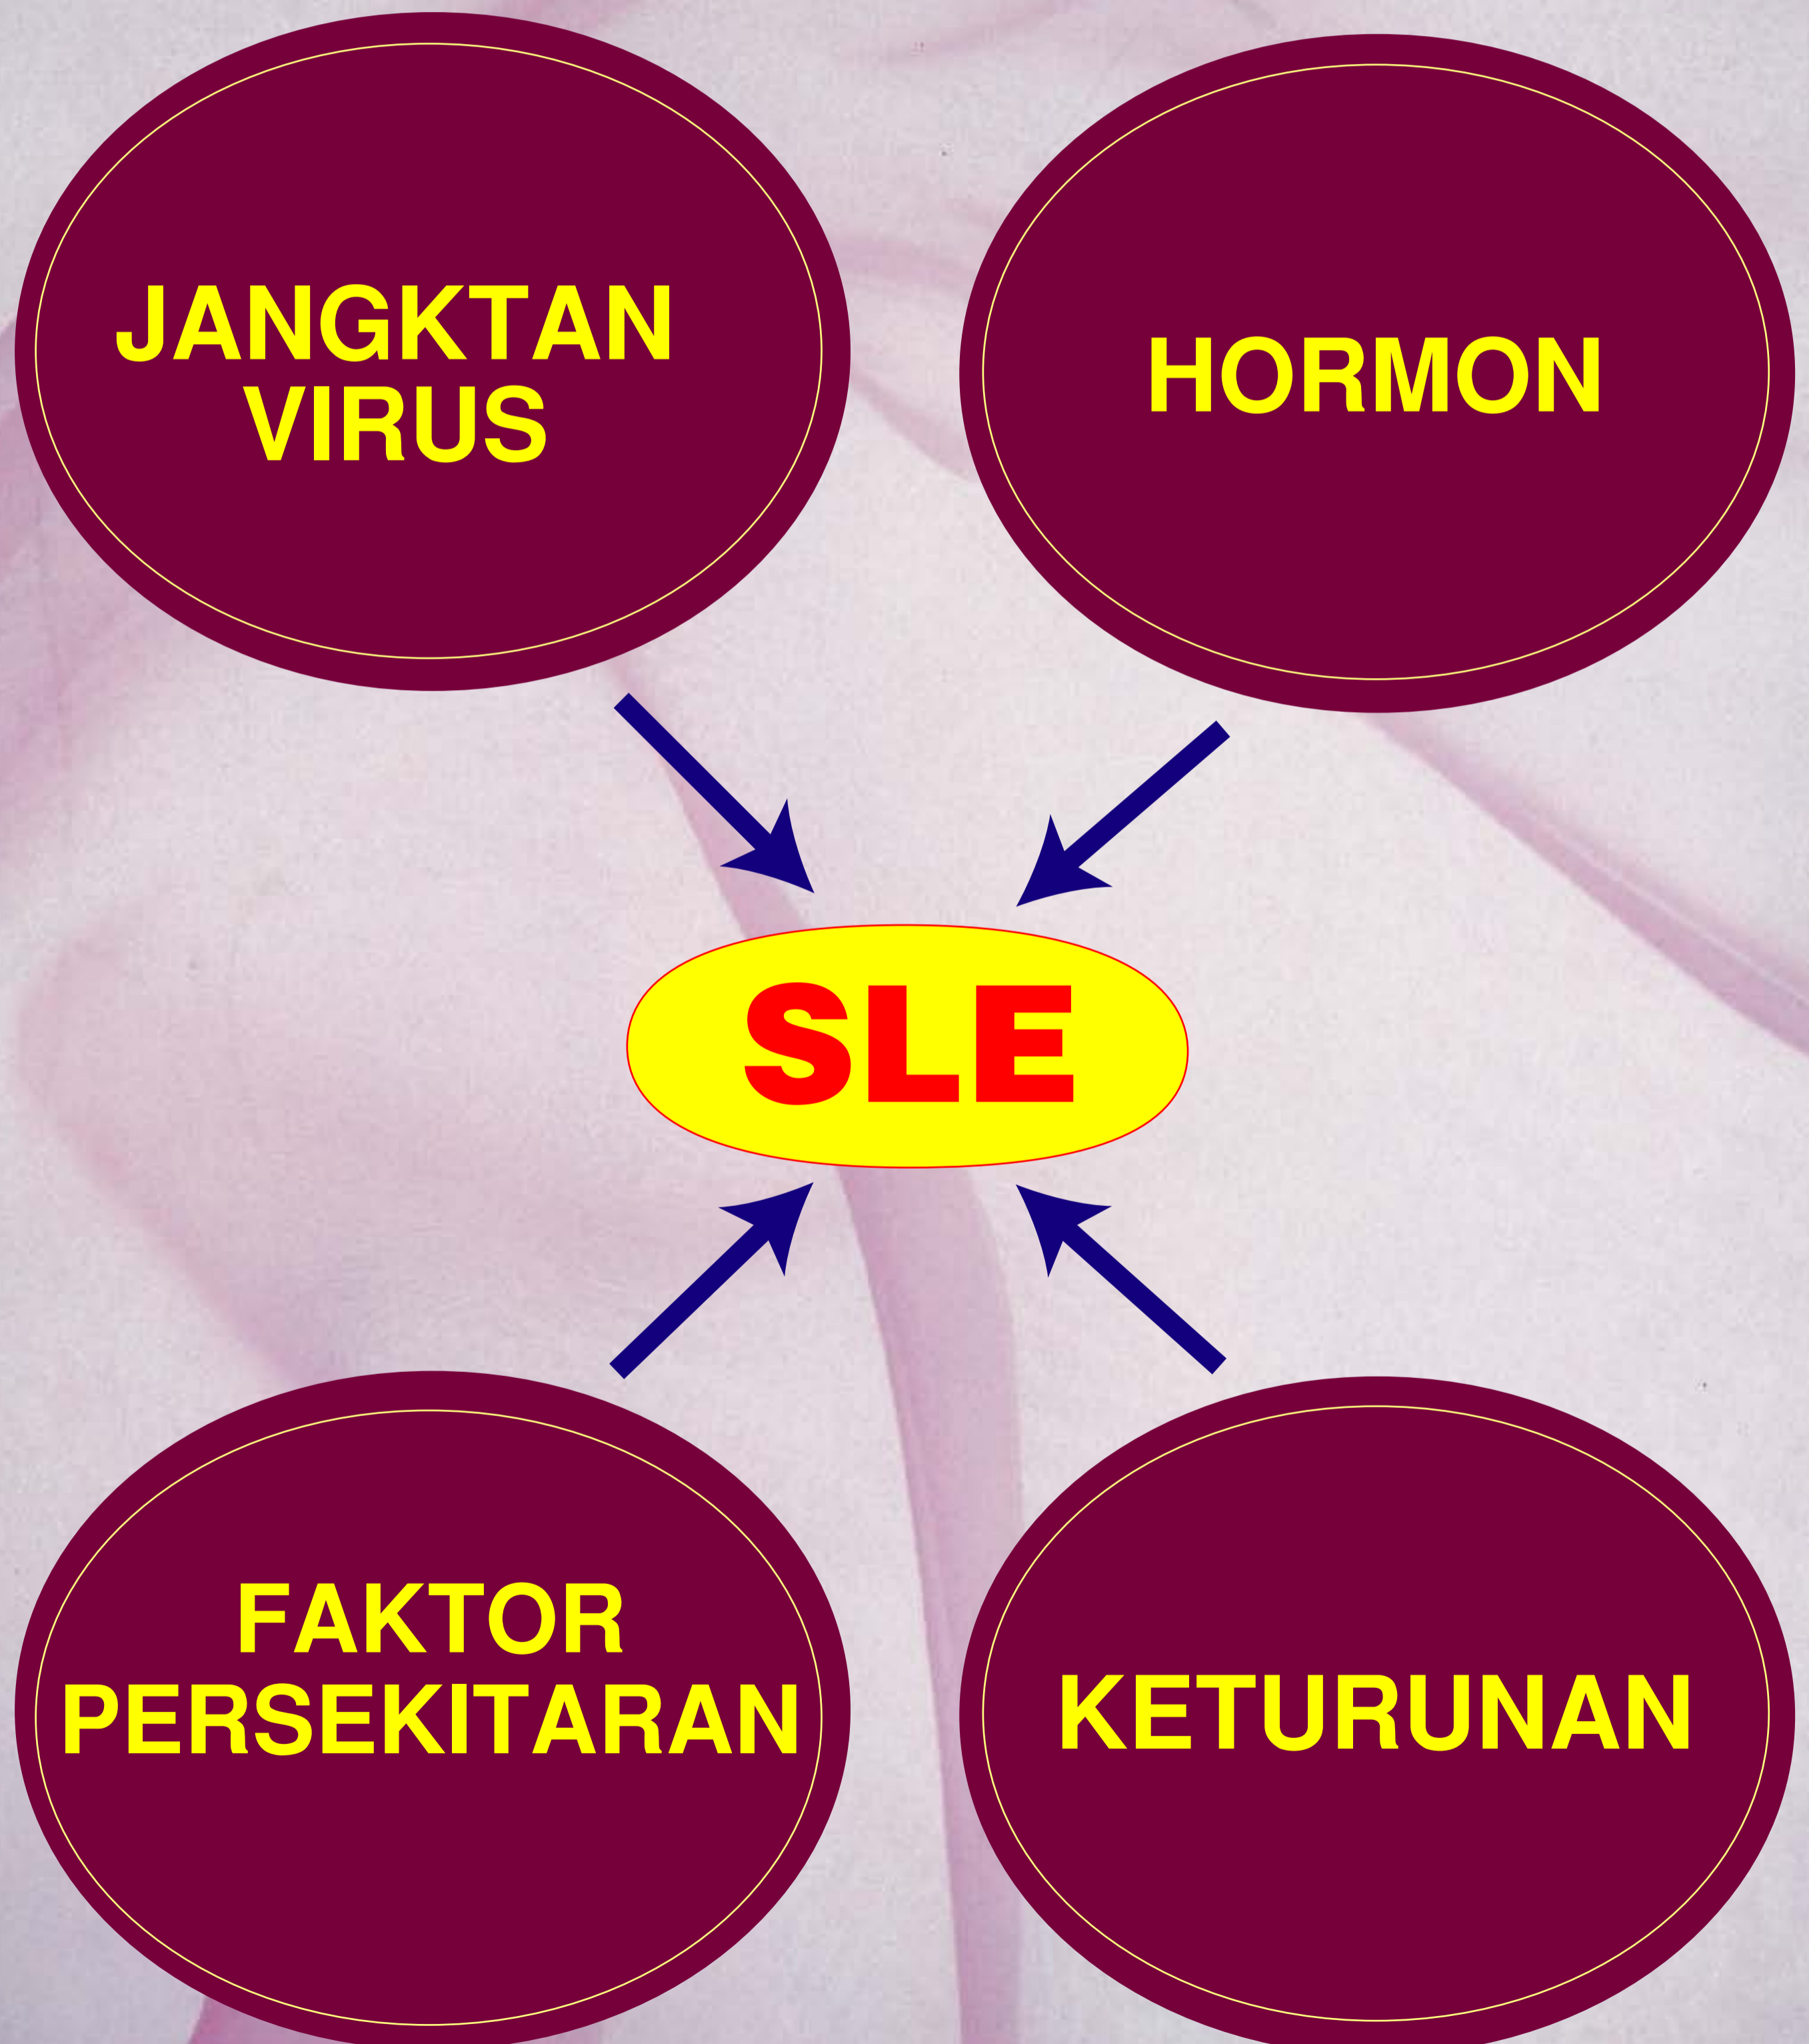 JANGKTAN
VIRUS
HORMON
SLE
FAKTOR
PERSEKITARAN
KETURUNAN